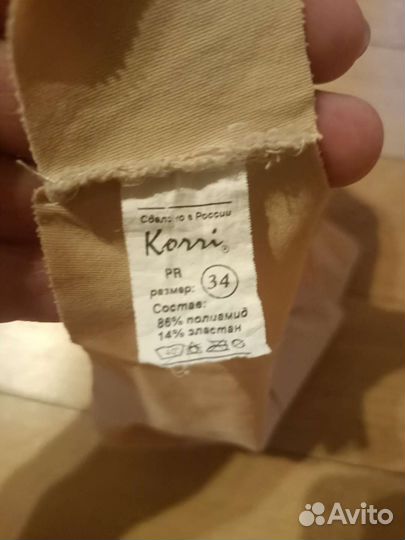 Сделано в России
Korri®
PR
размер: 34
Состав:
86% полиамид
14% эластан
Avito